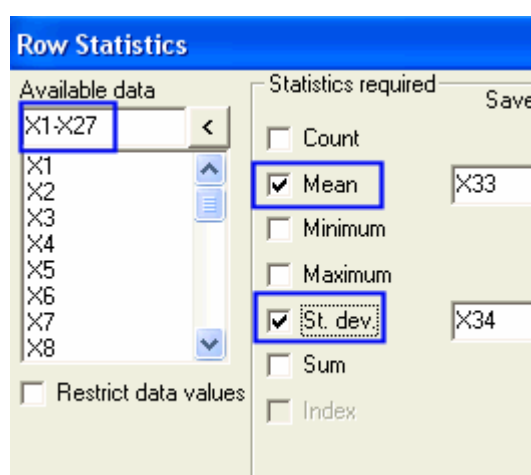 Row Statistics
Available data
X1-X27
<
X1
X2
X3
X4
X5
X6
X7
X8
Restrict data values
Statistics required
Save
Count
Mean
X33
Minimum
Maximum
St. dev.
X34
Sum
Index